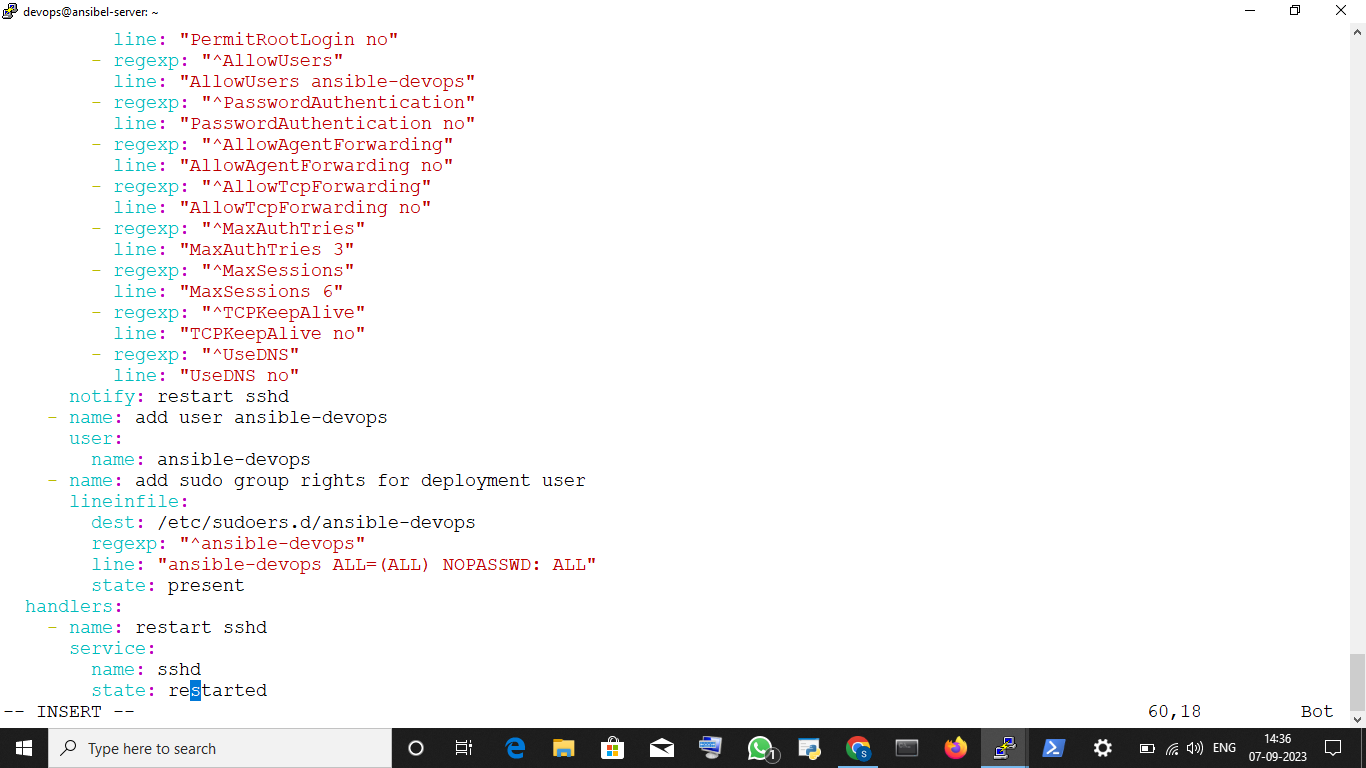 devops@ansibel-server: ~
line: "PermitRootLogin no"
- regexp: "^AllowUsers"
line: "AllowUsers ansible-devops"
- regexp: "^PasswordAuthentication"
line: "PasswordAuthentication no"
- regexp: "^AllowAgentForwarding"
line: "AllowAgentForwarding no"
- regexp: "^AllowTcpForwarding"
line: "AllowTcpForwarding no"
- regexp: "^MaxAuthTries"
line: "MaxAuthTries 3"
- regexp: "^MaxSessions"
line: "MaxSessions 6"
- regexp: "^TCPKeepAlive"
line: "TCPKeepAlive no"
- regexp: "^UseDNS"
line: "UseDNS no"
notify: restart sshd
- name: add user ansible-devops
user:
name: ansible-devops
- name: add sudo group rights for deployment user
lineinfile:
dest: /etc/sudoers.d/ansible-devops
regexp: "^ansible-devops"
line: "ansible-devops ALL=(ALL) NOPASSWD: ALL"
state: present
handlers:
- name: restart sshd
service:
name: sshd
state: restarted
-- INSERT -- 60,18 Bot
Type here to search
1
S
ENG
14:36
07-09-2023